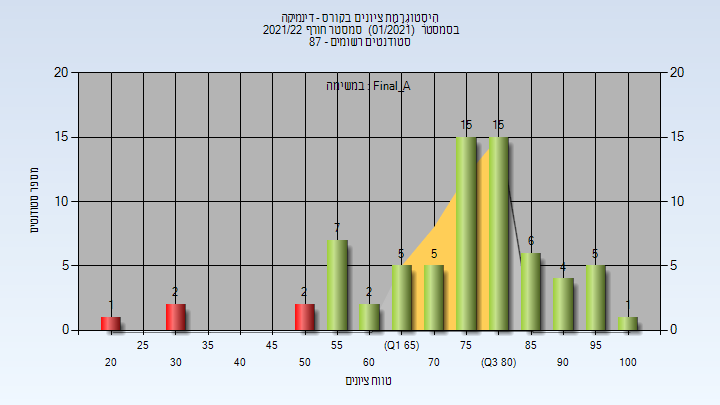 היסטוגרמת ציונים בקורס - דינמיקה
בסמסטר (01/2021) סמסטר חורף 2021/22
סטודנטים רשומים - 87
במשימה : Final_A
מספר סטודנטים
20 20
15 15
10 10
5 5
0 0
1 2 2 7 2 5 5 15 15 6 4 5 1
25 35 45 55 (Q1 65) 75 85 95
20 30 40 50 60 70 (Q3 80) 90 100
טווח ציונים